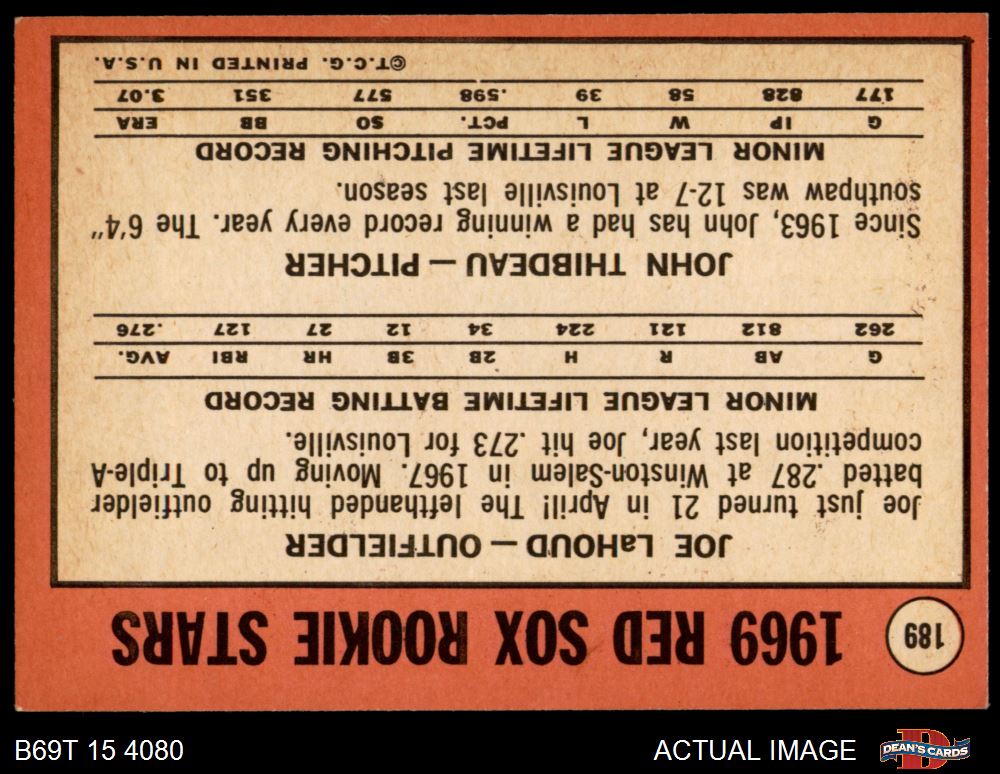 189
1969 RED SOX ROOKIE STARS
JOE LaHOUD — OUTFIELDER
Joe just turned 21 in April! The lefthanded hitting outfielder
batted .287 at Winston-Salem in 1967. Moving up to Triple-A
competition last year, Joe hit .273 for Louisville.
MINOR LEAGUE LIFETIME BATTING RECORD
G AB R H 2B 3B HR RBI AVG.
262 812 121 224 34 12 27 127 .276
JOHN THIBDEAU — PITCHER
Since 1963, John has had a winning record every year. The 6'4"
southpaw was 12-7 at Louisville last season.
MINOR LEAGUE LIFETIME PITCHING RECORD
G IP W L PCT. SO BB ERA
177 828 58 39 .598 577 351 3.07
©T.C.G. PRINTED IN U.S.A.
B69T 15 4080
ACTUAL IMAGE
D
DEAN'S CARDS